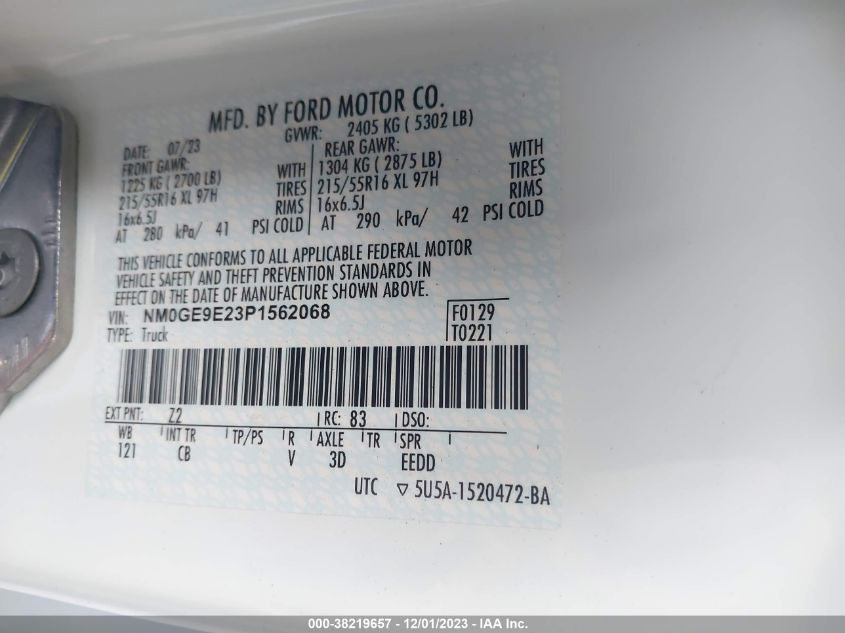 MFD. BY FORD MOTOR CO.
DATE: 07/23 GVWR: 2405 KG ( 5302 LB)
FRONT GAWR: REAR GAWR:
1225 KG ( 2700 LB) WITH 1304 KG ( 2875 LB) WITH
215/55R16 XL 97H TIRES 215/55R16 XL 97H TIRES
16x6.5J RIMS 16x6.5J RIMS
AT 280 kPa/ 41 PSI COLD AT 290 kPa/ 42 PSI COLD
THIS VEHICLE CONFORMS TO ALL APPLICABLE FEDERAL MOTOR
VEHICLE SAFETY AND THEFT PREVENTION STANDARDS IN
EFFECT ON THE DATE OF MANUFACTURE SHOWN ABOVE.
VIN: NM0GE9E23P1562068 F0129
TYPE: Truck T0221
EXT PNT: Z2 RC: 83 DSO:
WB INT TR TP/PS R AXLE TR SPR
121 CB V 3D EEDD
UTC ▽ 5U5A-1520472-BA
000-38219657 - 12/01/2023 - IAA Inc.